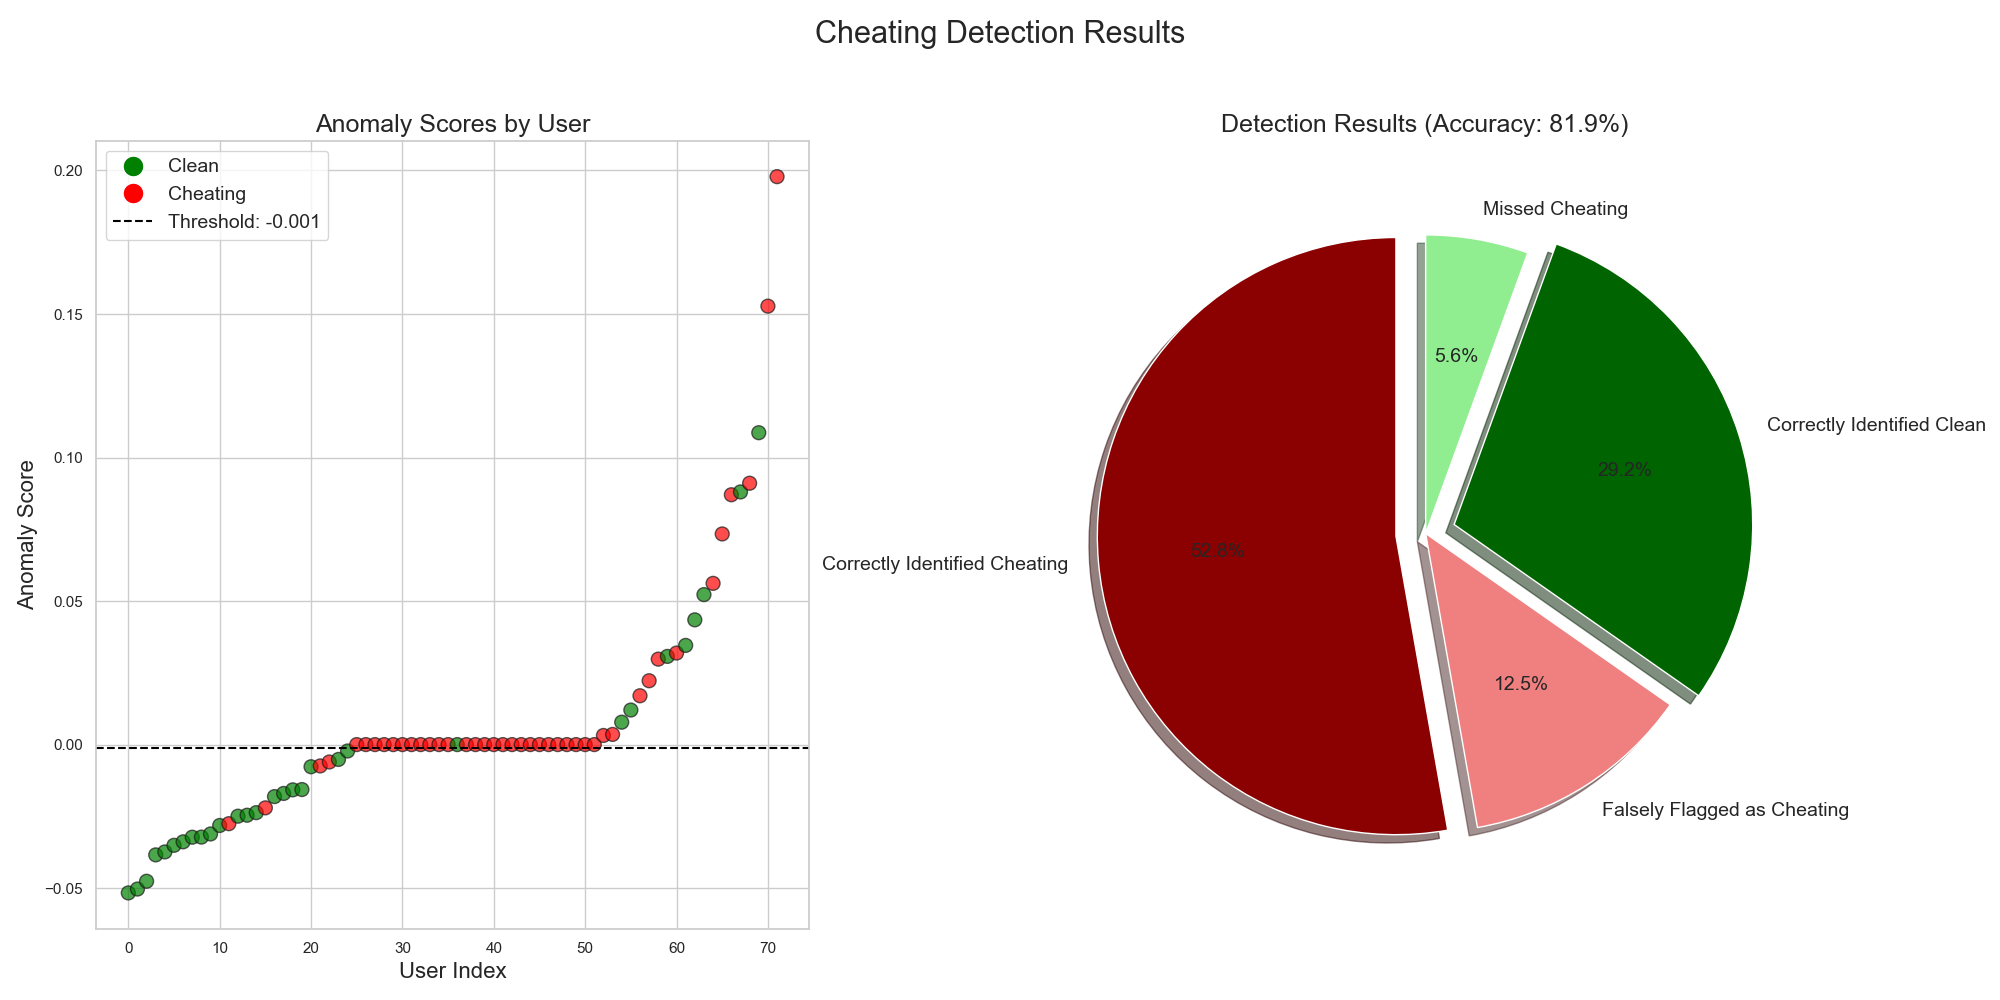 Cheating Detection Results
Anomaly Scores by User
Clean
Cheating
Threshold: -0.001
Anomaly Score
0.20
0.15
0.10
0.05
0.00
−0.05
0 10 20 30 40 50 60 70
User Index
Detection Results (Accuracy: 81.9%)
Missed Cheating
5.6%
Correctly Identified Clean
29.2%
Correctly Identified Cheating
52.8%
12.5%
Falsely Flagged as Cheating